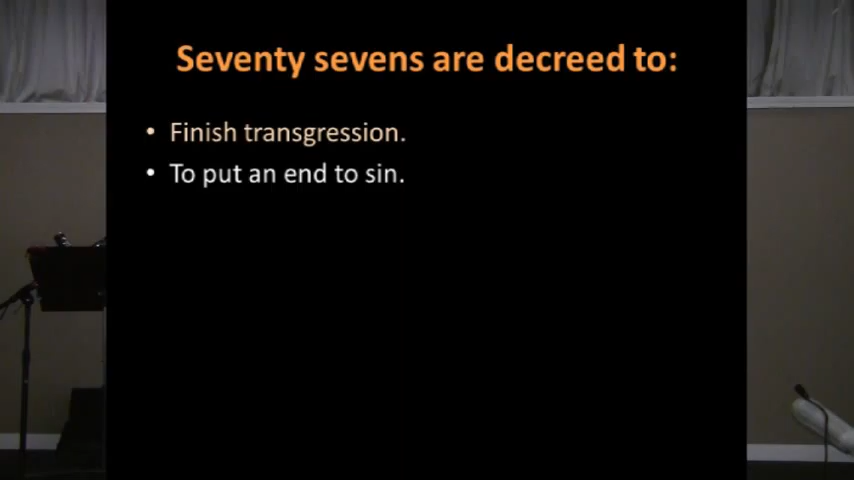 Seventy sevens are decreed to:
• Finish transgression.
• To put an end to sin.